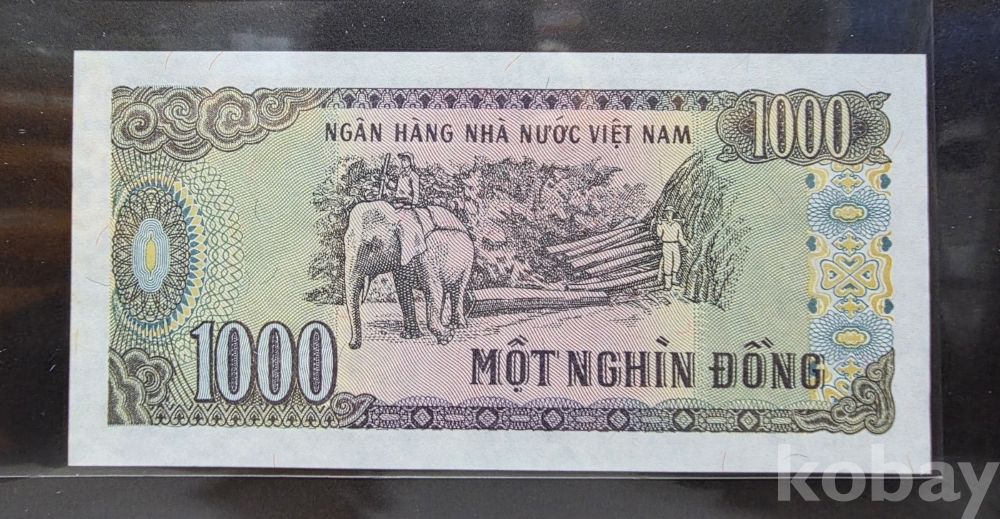 1000
NGÂN HÀNG NHÀ NƯỚC VIỆT NAM
1000
MỘT NGHÌN ĐỒNG
kobay